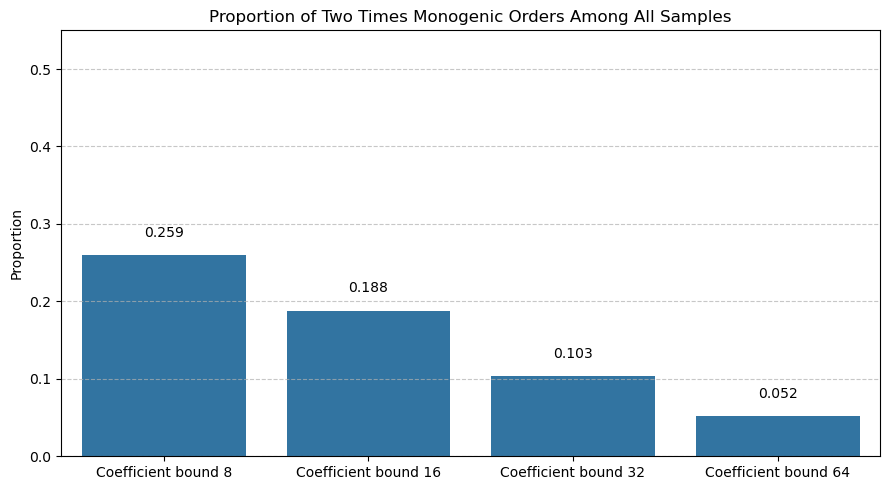 Proportion of Two Times Monogenic Orders Among All Samples
Proportion
0.5
0.4
0.3
0.2
0.1
0.0
0.259
0.188
0.103
0.052
Coefficient bound 8
Coefficient bound 16
Coefficient bound 32
Coefficient bound 64